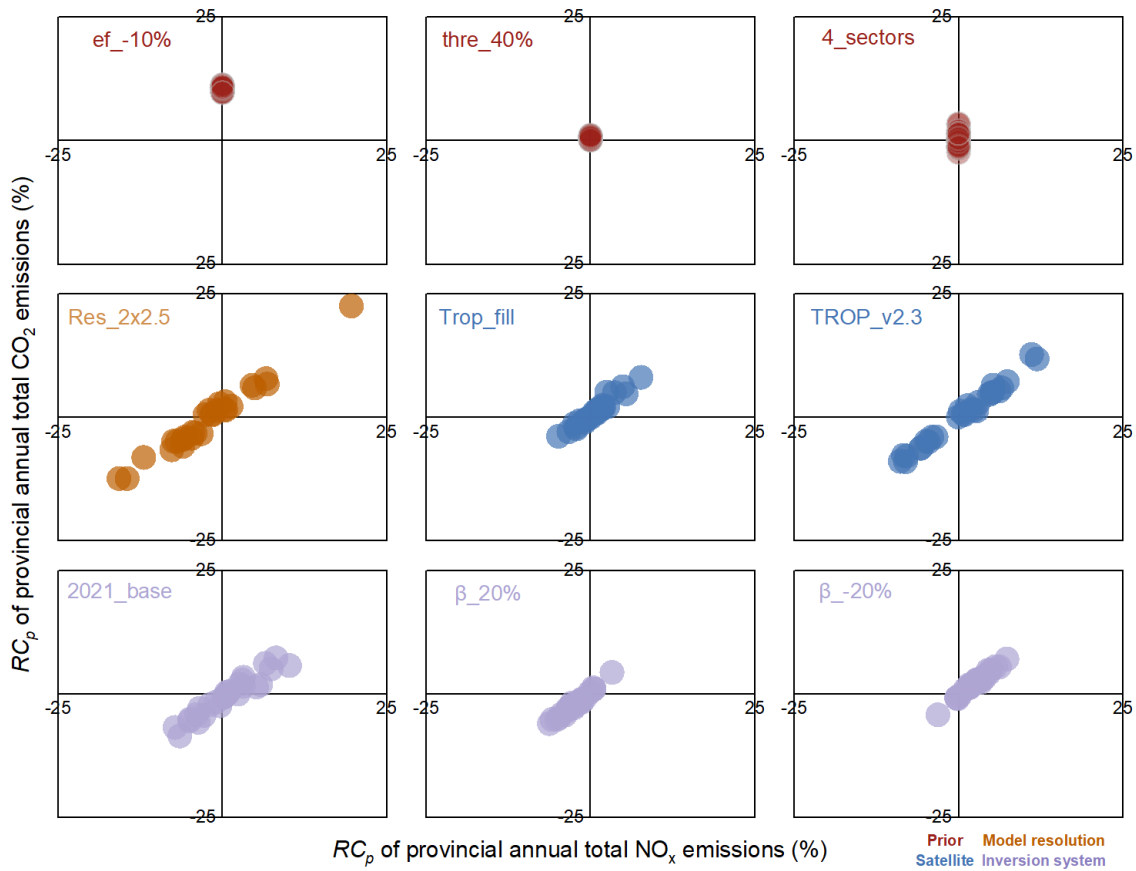 25 25 25
ef_-10% thre_40% 4_sectors
-25 25 -25 25 -25 25
-25 -25 -25
25 25 25
Res_2x2.5 Trop_fill TROP_v2.3
-25 25 -25 25 -25 25
-25 -25 -25
25 25 25
2021_base β_20% β_-20%
-25 25 -25 25 -25 25
-25 -25 -25
RCp of provincial annual total CO2 emissions (%)
RCp of provincial annual total NOx emissions (%)
Prior Model resolution
Satellite Inversion system